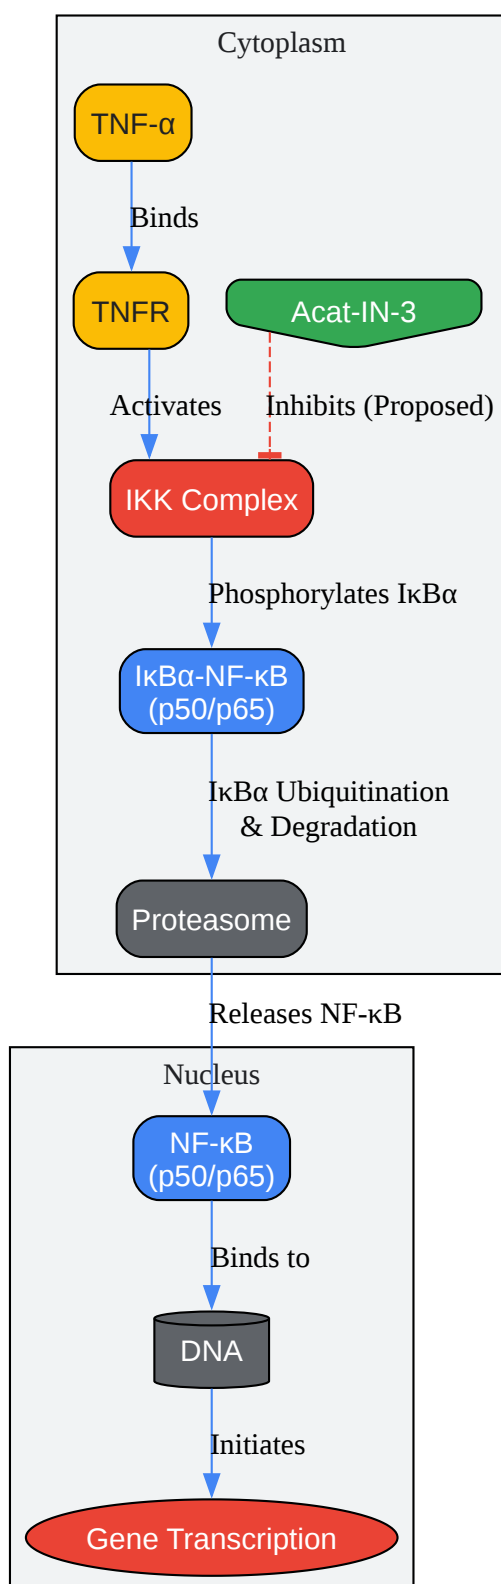 Cytoplasm
TNF-α
Binds
TNFR
Acat-IN-3
Activates
Inhibits (Proposed)
IKK Complex
Phosphorylates IκBα
IκBα-NF-κB
(p50/p65)
IκBα Ubiquitination
& Degradation
Proteasome
Releases NF-κB
Nucleus
NF-κB
(p50/p65)
Binds to
DNA
Initiates
Gene Transcription